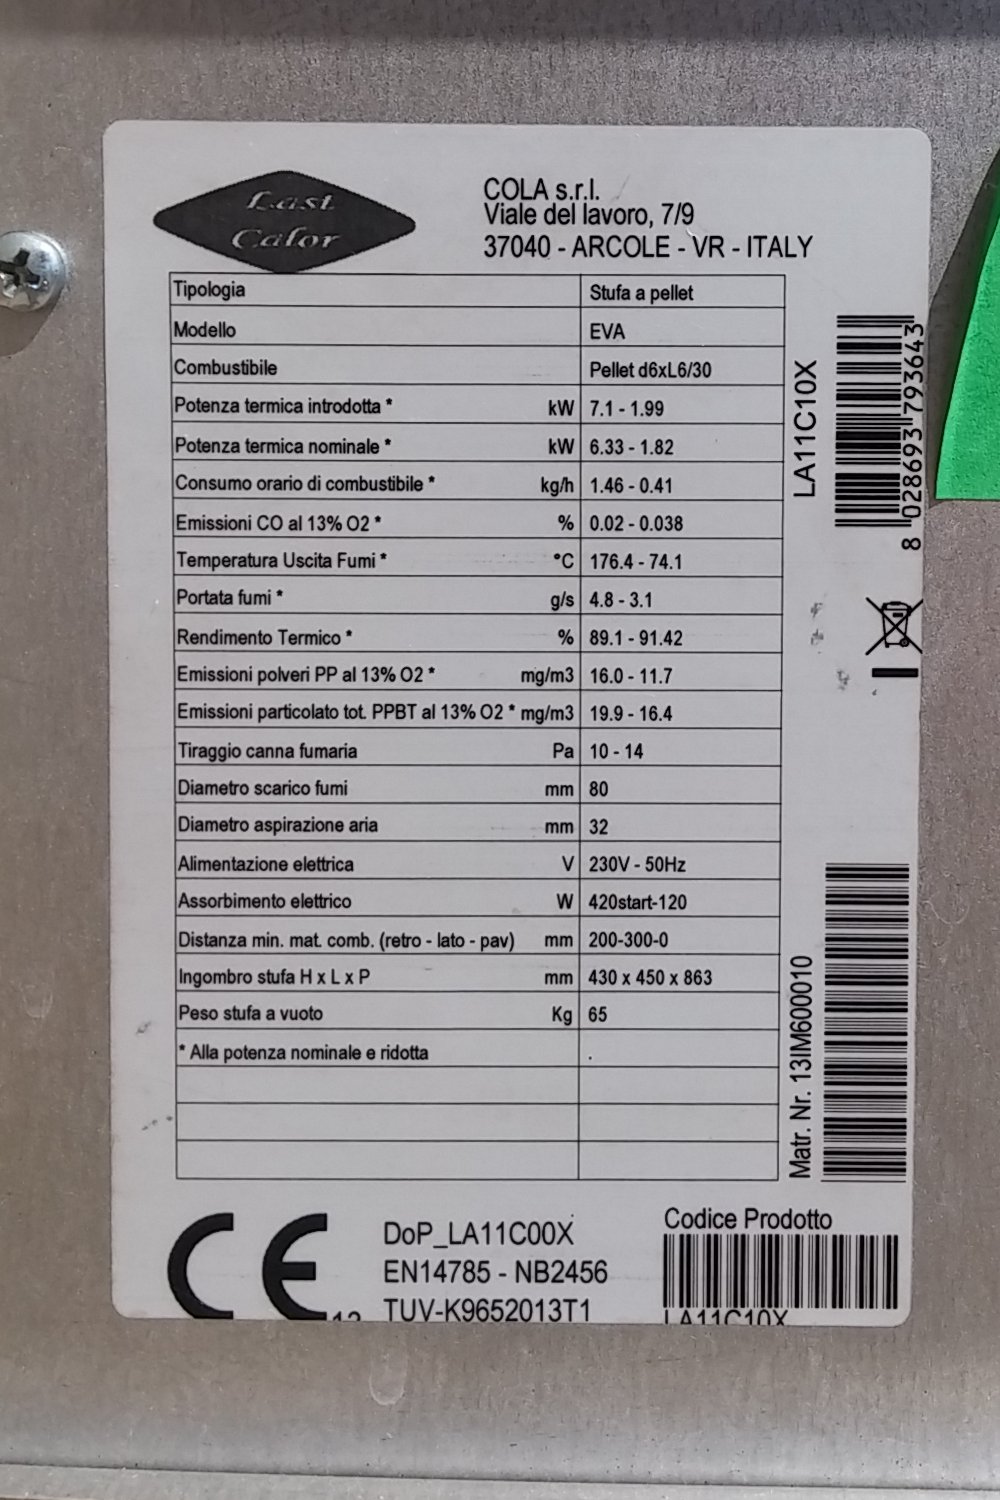 Last
Calor
COLA s.r.l.
Viale del lavoro, 7/9
37040 - ARCOLE - VR - ITALY
Tipologia Stufa a pellet
Modello EVA
Combustibile Pellet d6xL6/30
Potenza termica introdotta * kW 7.1 - 1.99
Potenza termica nominale * kW 6.33 - 1.82
Consumo orario di combustibile * kg/h 1.46 - 0.41
Emissioni CO al 13% O2 * % 0.02 - 0.038
Temperatura Uscita Fumi * °C 176.4 - 74.1
Portata fumi * g/s 4.8 - 3.1
Rendimento Termico * % 89.1 - 91.42
Emissioni polveri PP al 13% O2 * mg/m3 16.0 - 11.7
Emissioni particolato tot. PPBT al 13% O2 * mg/m3 19.9 - 16.4
Tiraggio canna fumaria Pa 10 - 14
Diametro scarico fumi mm 80
Diametro aspirazione aria mm 32
Alimentazione elettrica V 230V - 50Hz
Assorbimento elettrico W 420start-120
Distanza min. mat. comb. (retro - lato - pav) mm 200-300-0
Ingombro stufa H x L x P mm 430 x 450 x 863
Peso stufa a vuoto Kg 65
* Alla potenza nominale e ridotta .
LA11C10X
8 028693 793643
Matr. Nr. 13IM600010
CE
DoP_LA11C00X
EN14785 - NB2456
TUV-K9652013T1
Codice Prodotto
LA11C10X